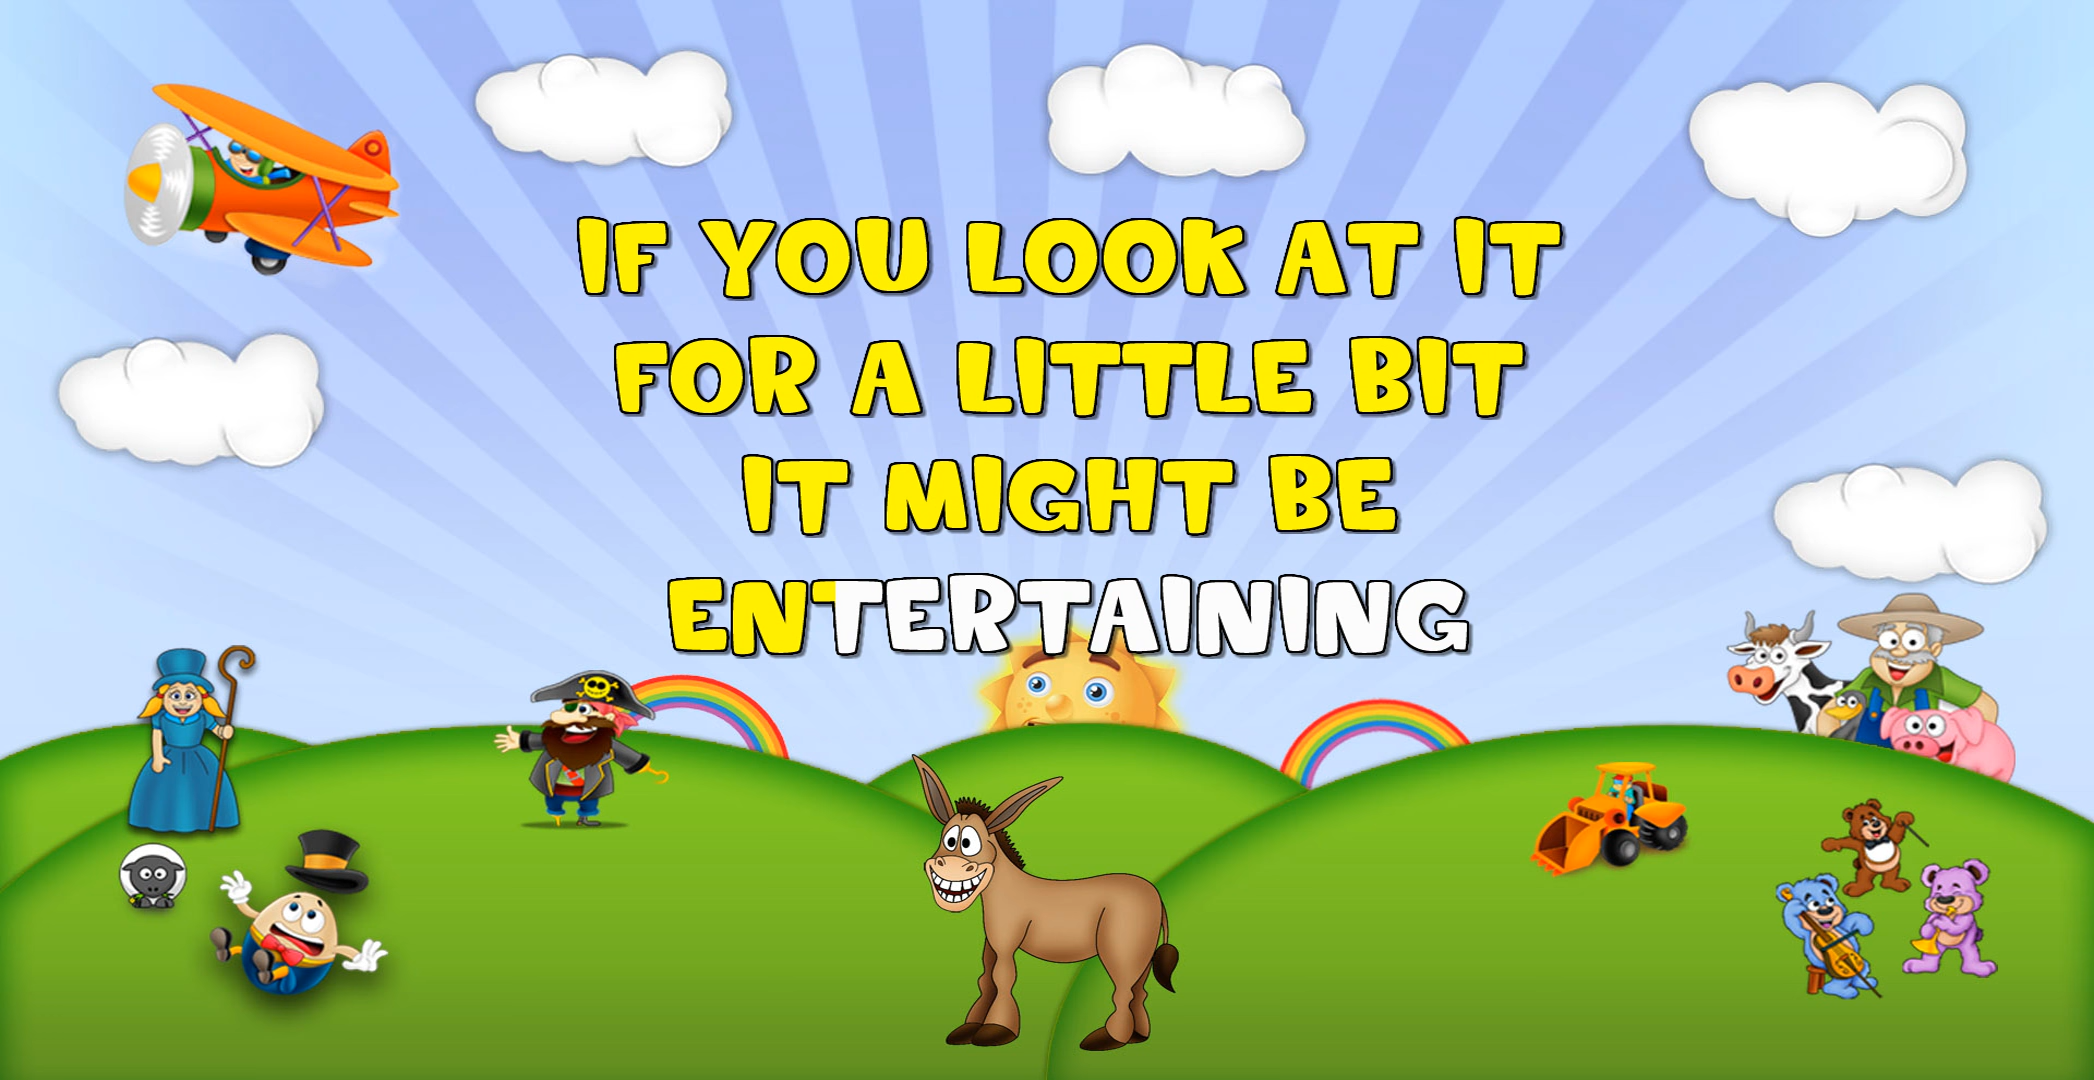 IF YOU LOOK AT IT
FOR A LITTLE BIT
IT MIGHT BE
ENTERTAINING